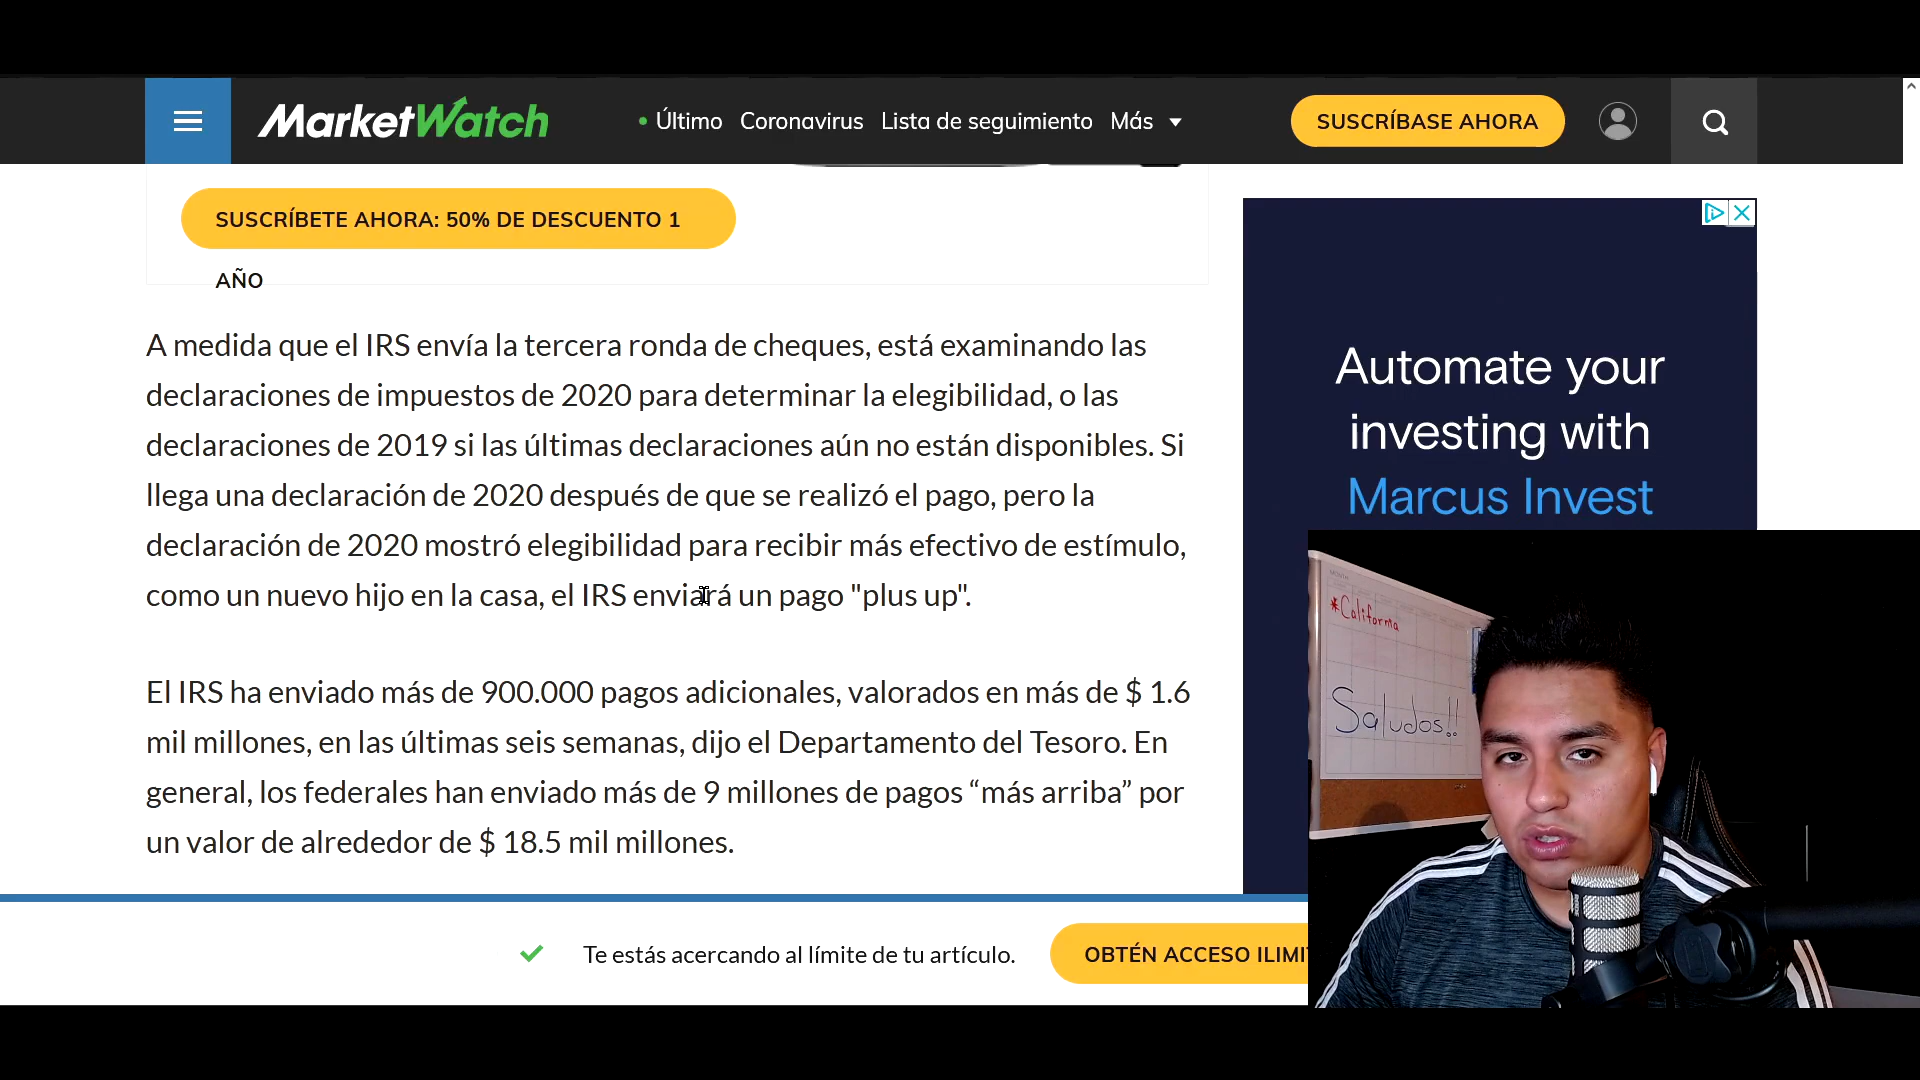 MarketWatch
Último Coronavirus Lista de seguimiento Más
SUSCRÍBASE AHORA
SUSCRÍBETE AHORA: 50% DE DESCUENTO 1
AÑO
A medida que el IRS envía la tercera ronda de cheques, está examinando las
declaraciones de impuestos de 2020 para determinar la elegibilidad, o las
declaraciones de 2019 si las últimas declaraciones aún no están disponibles. Si
llega una declaración de 2020 después de que se realizó el pago, pero la
declaración de 2020 mostró elegibilidad para recibir más efectivo de estímulo,
como un nuevo hijo en la casa, el IRS enviará un pago "plus up".
El IRS ha enviado más de 900.000 pagos adicionales, valorados en más de $ 1.6
mil millones, en las últimas seis semanas, dijo el Departamento del Tesoro. En
general, los federales han enviado más de 9 millones de pagos “más arriba” por
un valor de alrededor de $ 18.5 mil millones.
Automate your
investing with
Marcus Invest
MONTH
*California
Saludos!!
Te estás acercando al límite de tu artículo.
OBTÉN ACCESO ILIMI